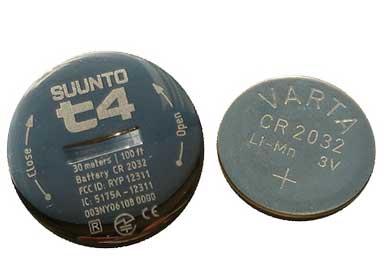 SUUNTO
t4
Close
Open
30 meters | 100 ft
Battery CR 2032
FCC ID: RYP 12311
IC: 5175A-12311
003NY06108 0000
R
VARTA
CR 2032
Li-Mn 3V
+